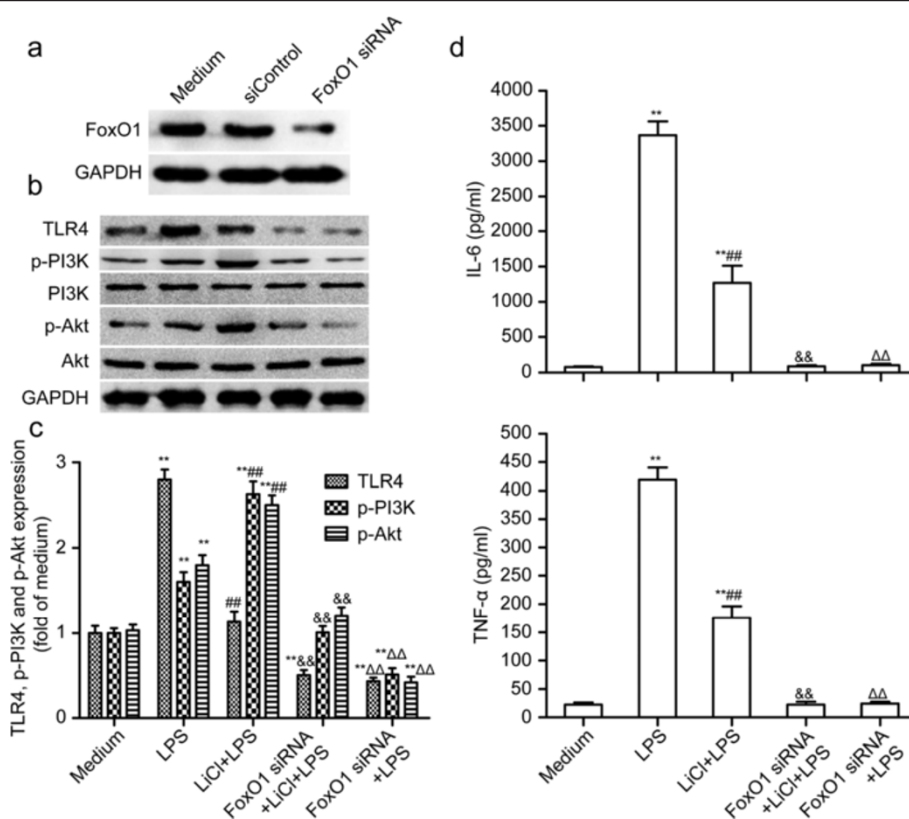 a
Medium
siControl
FoxO1 siRNA
FoxO1
GAPDH
b
TLR4
p-PI3K
PI3K
p-Akt
Akt
GAPDH
c
TLR4, p-PI3K and p-Akt expression
(fold of medium)
3
2
1
0
**
**
**
##
**##
**##
**&&
&&
&&
**ΔΔ
**ΔΔ
**ΔΔ
TLR4
p-PI3K
p-Akt
Medium
LPS
LiCl+LPS
FoxO1 siRNA
+LiCl+LPS
FoxO1 siRNA
+LPS
d
IL-6 (pg/ml)
4000
3500
3000
2500
2000
1500
1000
500
0
**
**##
&&
ΔΔ
TNF-α (pg/ml)
500
450
400
350
300
250
200
150
100
50
0
**
**##
&&
ΔΔ
Medium
LPS
LiCl+LPS
FoxO1 siRNA
+LiCl+LPS
FoxO1 siRNA
+LPS